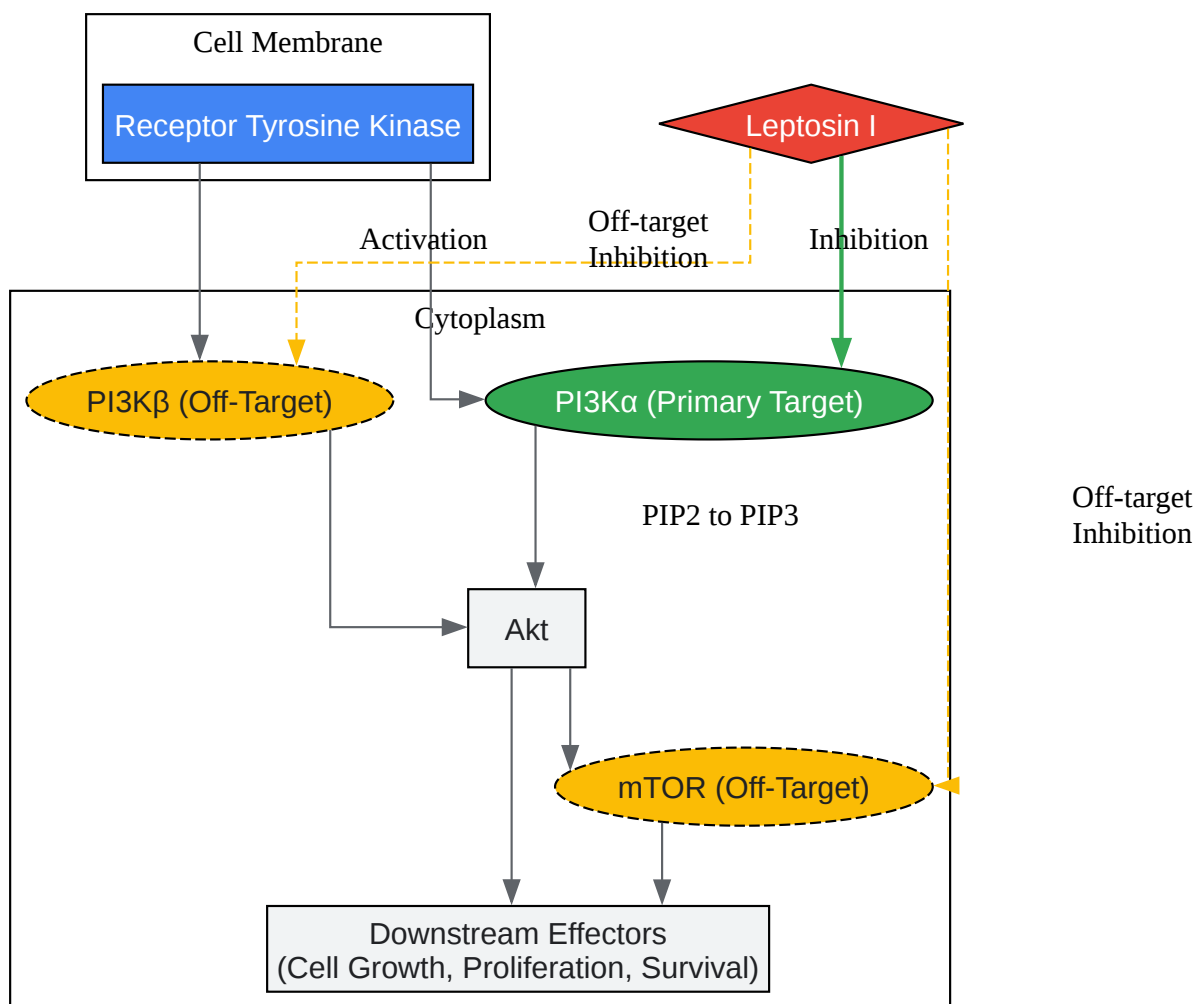 Cell Membrane
Receptor Tyrosine Kinase
Leptosin I
Activation
Off-target
Inhibition
Inhibition
Cytoplasm
PI3Kβ (Off-Target)
PI3Kα (Primary Target)
PIP2 to PIP3
Off-target
Inhibition
Akt
mTOR (Off-Target)
Downstream Effectors
(Cell Growth, Proliferation, Survival)